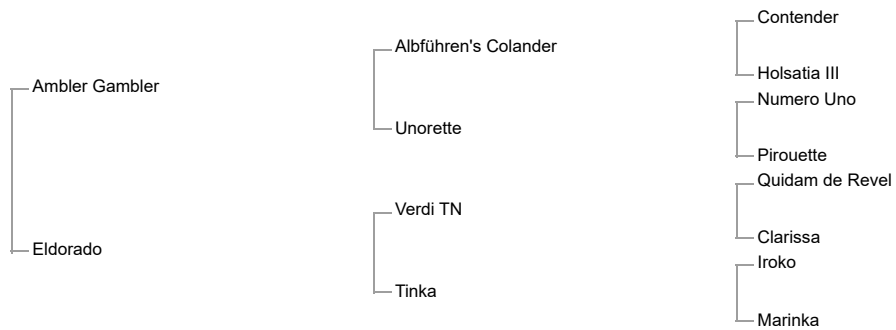 Contender
Albführen's Colander
Holsatia III
Ambler Gambler
Numero Uno
Unorette
Pirouette
Quidam de Revel
Verdi TN
Clarissa
Eldorado
Iroko
Tinka
Marinka